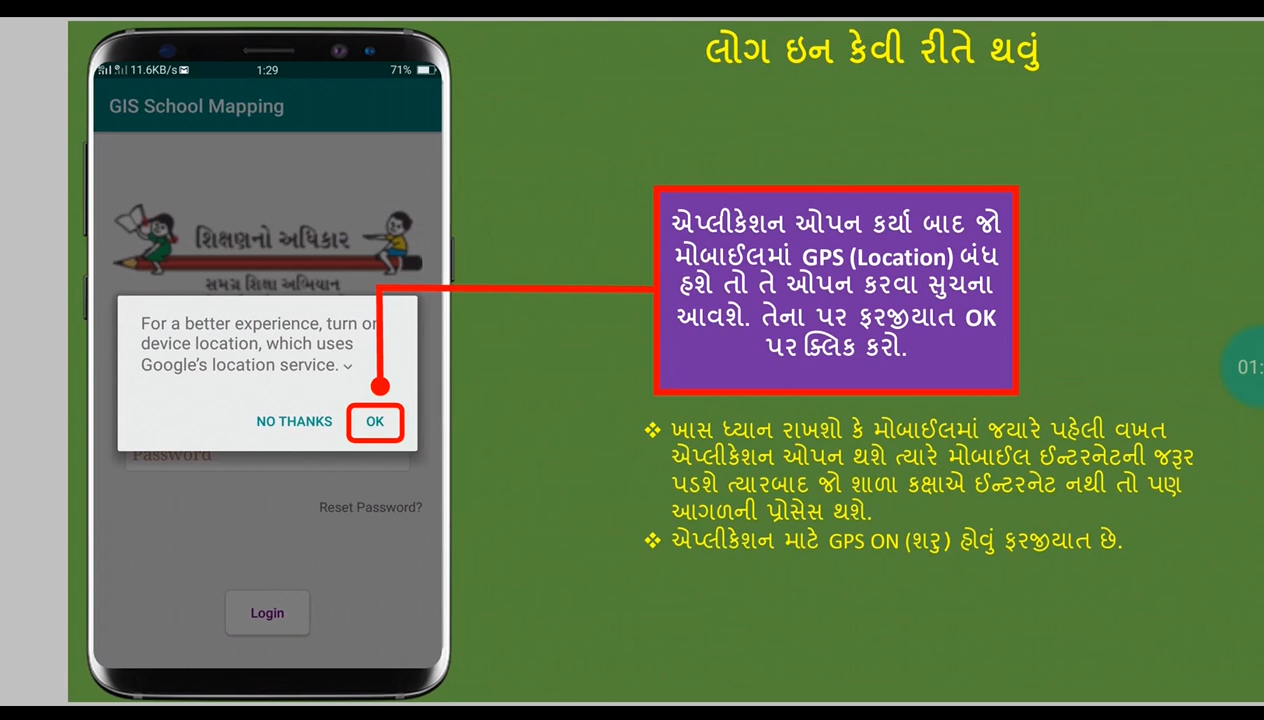 લોગ ઇન કેવી રીતે થવું
11.6KB/s
1:29
71%
GIS School Mapping
શિક્ષણનો અધિકાર
સમગ્ર શિક્ષા અભિયાન
For a better experience, turn on
device location, which uses
Google's location service.
NO THANKS
OK
Password
Reset Password?
Login
એપ્લીકેશન ઓપન કર્યા બાદ જો
મોબાઈલમાં GPS (Location) બંધ
હશે તો તે ઓપન કરવા સુચના
આવશે. તેના પર ફરજીયાત OK
પર ક્લિક કરો.
❖ ખાસ ધ્યાન રાખશો કે મોબાઈલમાં જયારે પહેલી વખત
એપ્લીકેશન ઓપન થશે ત્યારે મોબાઈલ ઈન્ટરનેટની જરૂર
પડશે ત્યારબાદ જો શાળા કક્ષાએ ઈન્ટરનેટ નથી તો પણ
આગળની પ્રોસેસ થશે.
❖ એપ્લીકેશન માટે GPS ON (શરુ) હોવું ફરજીયાત છે.
01: